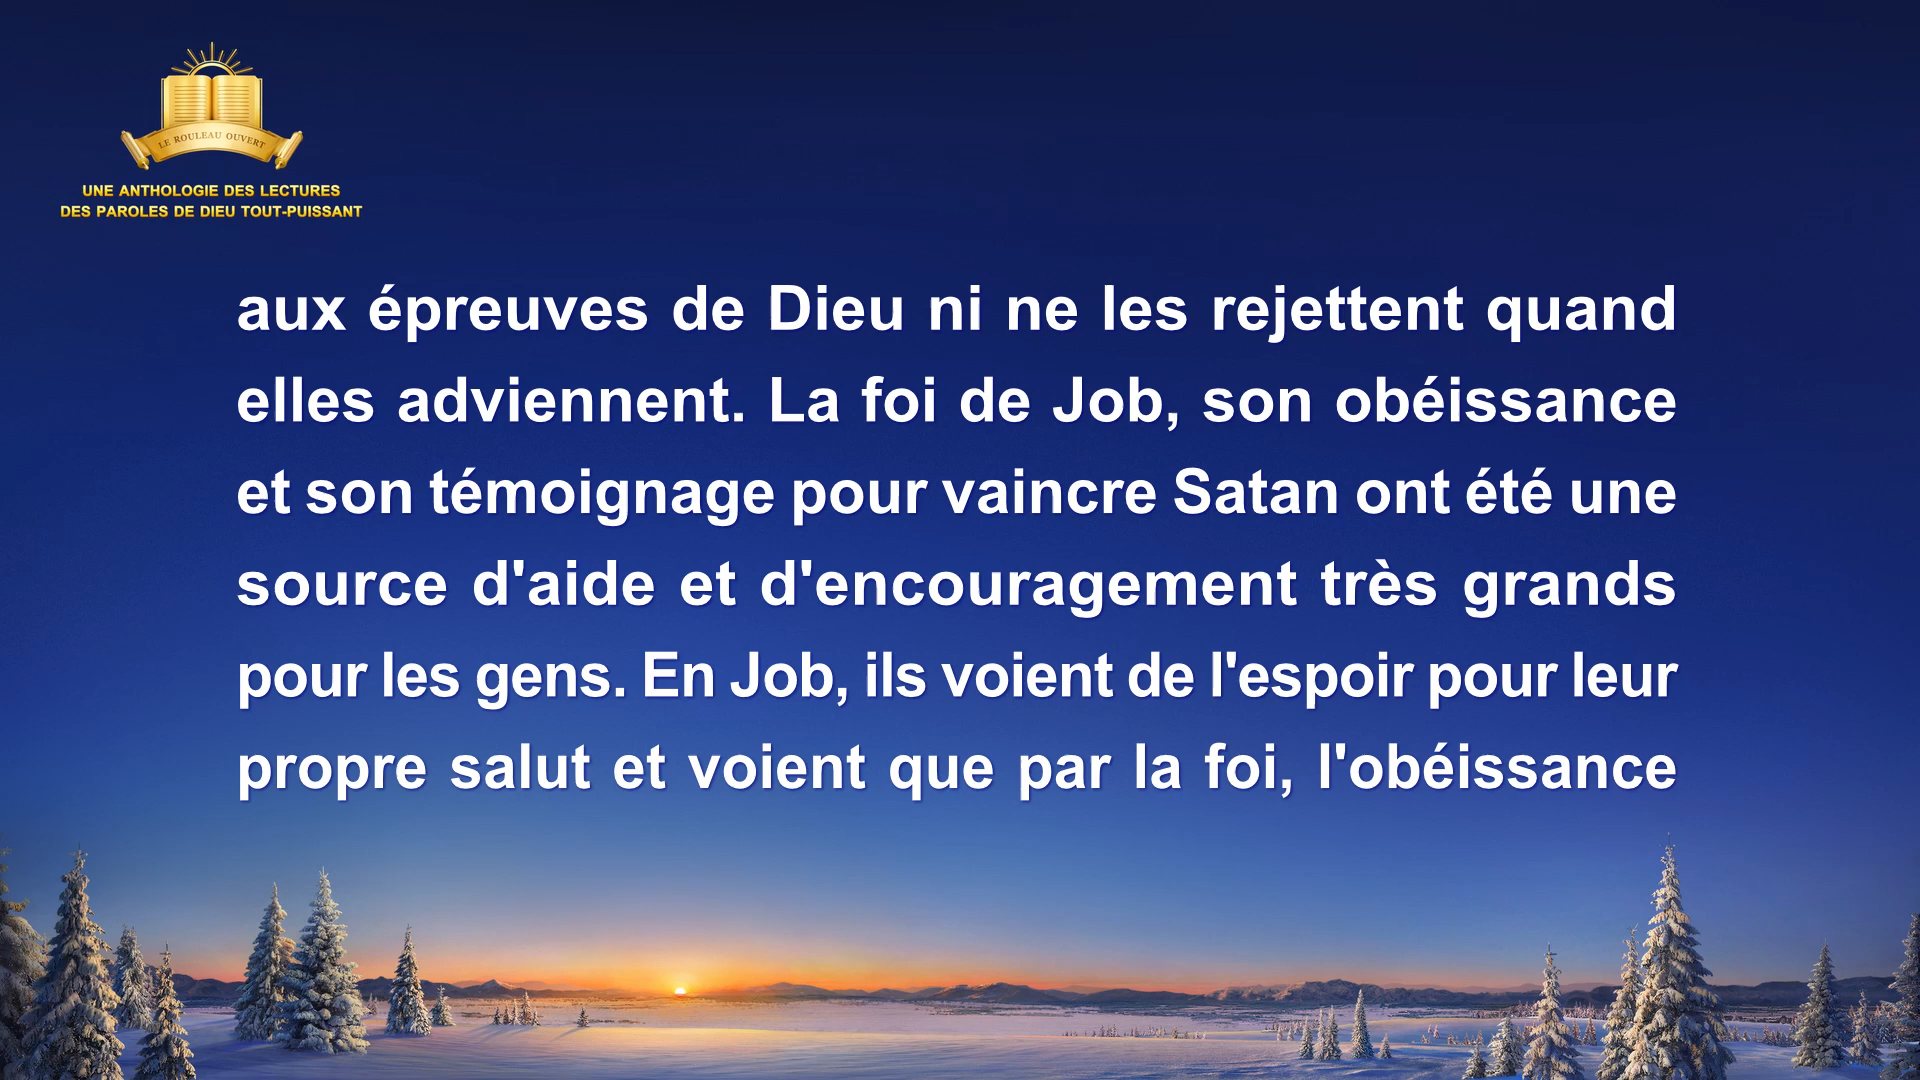 LE ROULEAU OUVERT
UNE ANTHOLOGIE DES LECTURES
DES PAROLES DE DIEU TOUT-PUISSANT
aux épreuves de Dieu ni ne les rejettent quand
elles adviennent. La foi de Job, son obéissance
et son témoignage pour vaincre Satan ont été une
source d'aide et d'encouragement très grands
pour les gens. En Job, ils voient de l'espoir pour leur
propre salut et voient que par la foi, l'obéissance